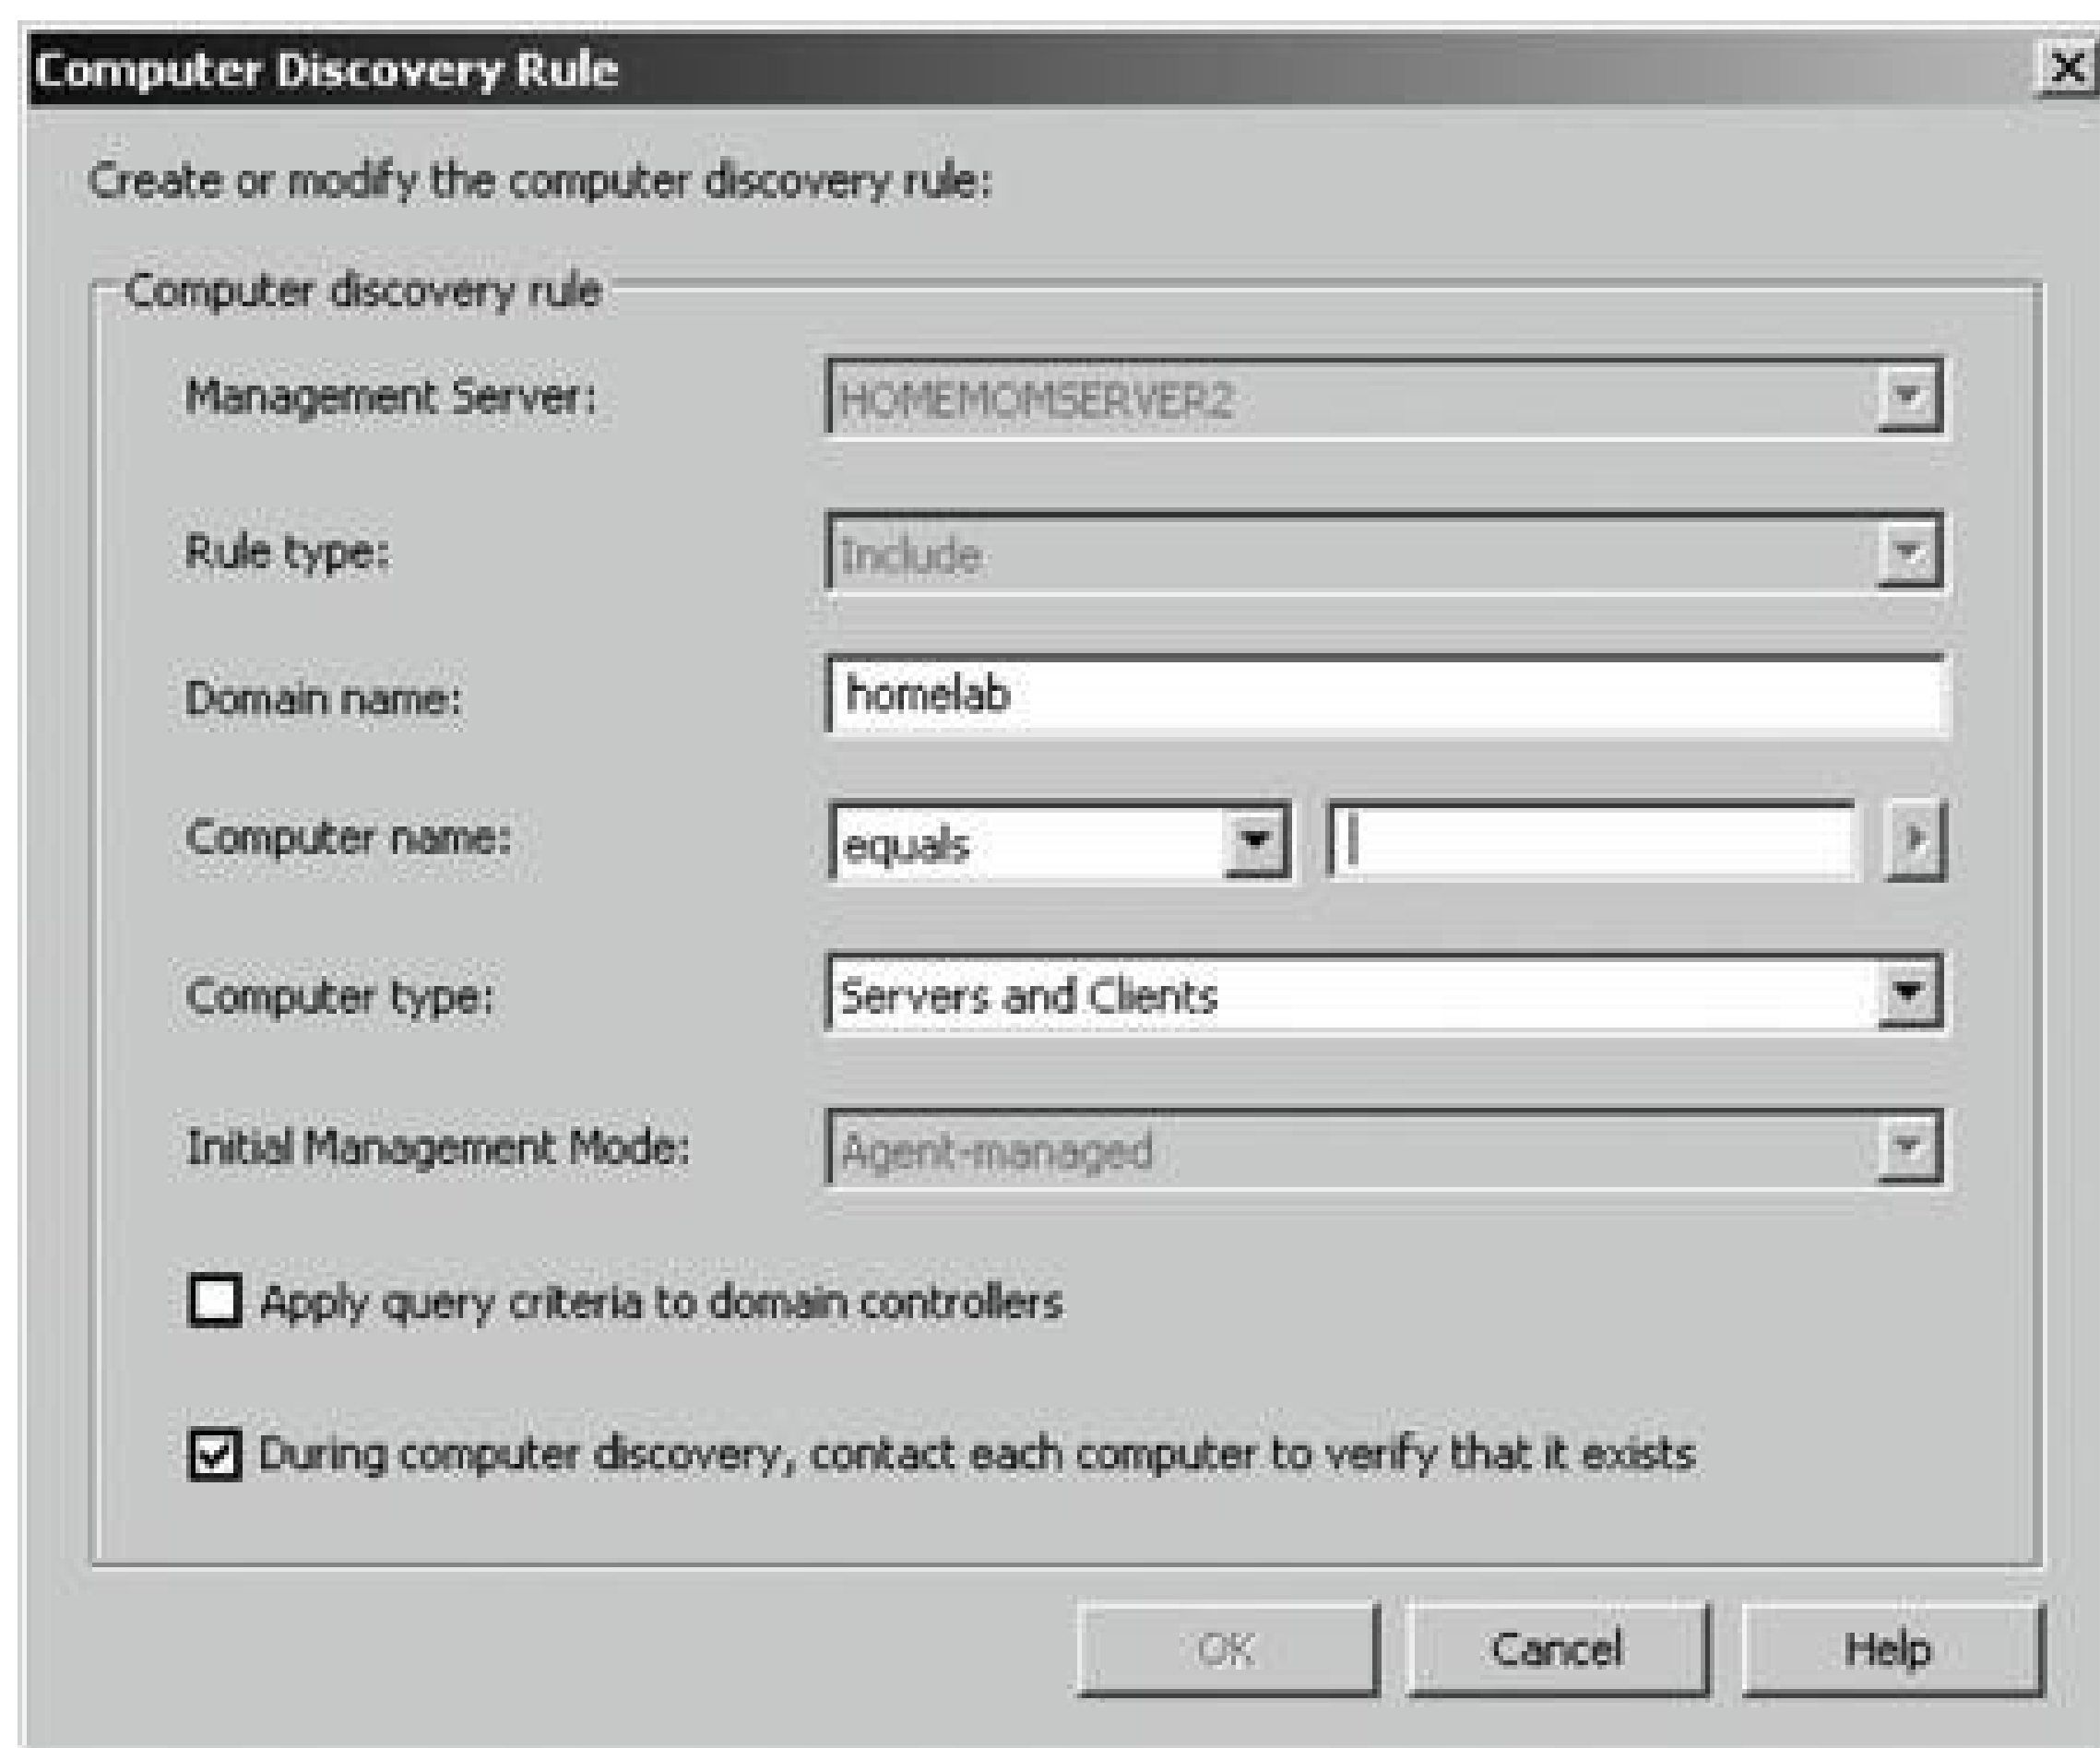 Computer Discovery Rule
Create or modify the computer discovery rule:
Computer discovery rule
Management Server: HOMEMOMSERVER2
Rule type: Include
Domain name: homelab
Computer name: equals
Computer type: Servers and Clients
Initial Management Mode: Agent-managed
Apply query criteria to domain controllers
During computer discovery, contact each computer to verify that it exists
OK Cancel Help